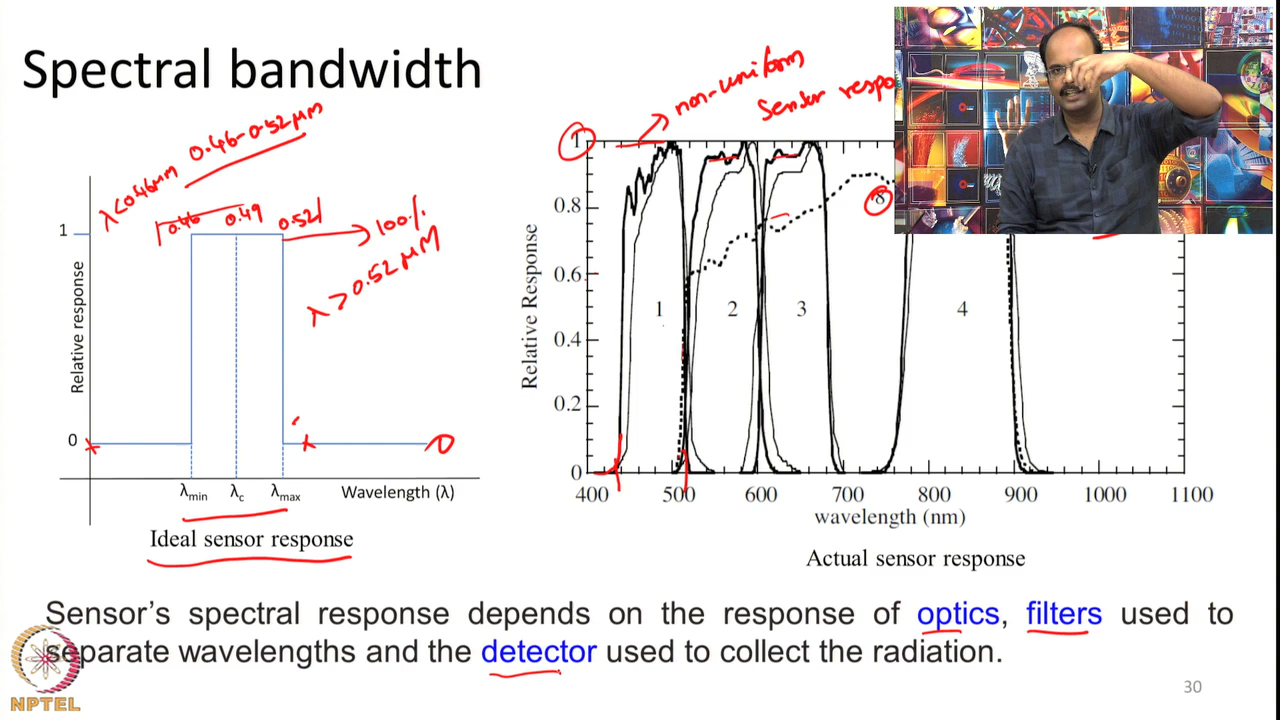 Spectral bandwidth
non-uniform
Sensor respo
0.46-0.52μm
λ<0.46μm
0.46
0.49
0.52
100%
λ > 0.52 μM
1
Relative response
0
0
λmin
λc
λmax
Wavelength (λ)
Ideal sensor response
1
0.8
0.6
0.4
0.2
0
Relative Response
1
2
3
4
8
400
500
600
700
800
900
1000
1100
wavelength (nm)
Actual sensor response
Sensor's spectral response depends on the response of optics, filters used to
separate wavelengths and the detector used to collect the radiation.
NPTEL
30